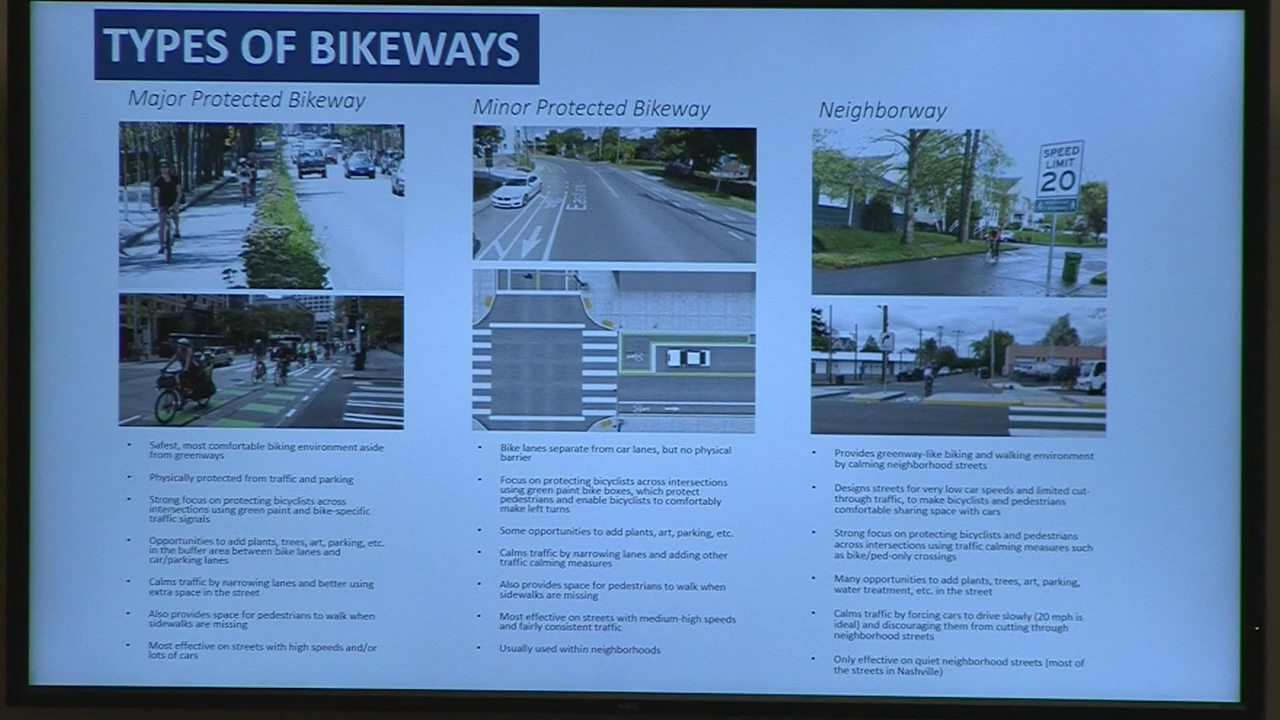 TYPES OF BIKEWAYS
Major Protected Bikeway
Safest, most comfortable biking environment aside
from greenways
Physically protected from traffic and parking
Strong focus on protecting bicyclists across
intersections using green paint and bike-specific
traffic signals
Opportunities to add plants, trees, art, parking, etc.
in the buffer area between bike lanes and
car/parking lanes
Calms traffic by narrowing lanes and better using
extra space in the street
Also provides space for pedestrians to walk when
sidewalks are missing
Most effective on streets with high speeds and/or
lots of cars
Minor Protected Bikeway
Bike lanes separate from car lanes, but no physical
barrier
Focus on protecting bicyclists across intersections
using green paint bike boxes, which protect
pedestrians and enable bicyclists to comfortably
make left turns
Some opportunities to add plants, art, parking, etc.
Calms traffic by narrowing lanes and adding other
traffic calming measures
Also provides space for pedestrians to walk when
sidewalks are missing
Most effective on streets with medium-high speeds
and fairly consistent traffic
Usually used within neighborhoods
Neighborway
SPEED
LIMIT
20
Provides greenway-like biking and walking environment
by calming neighborhood streets
Designs streets for very low car speeds and limited cut-
through traffic, to make bicyclists and pedestrians
comfortable sharing space with cars
Strong focus on protecting bicyclists and pedestrians
across intersections using traffic calming measures such
as bike/ped-only crossings
Many opportunities to add plants, trees, art, parking,
water treatment, etc. in the street
Calms traffic by forcing cars to drive slowly (20 mph is
ideal) and discouraging them from cutting through
neighborhood streets
Only effective on quiet neighborhood streets (most of
the streets in Nashville)